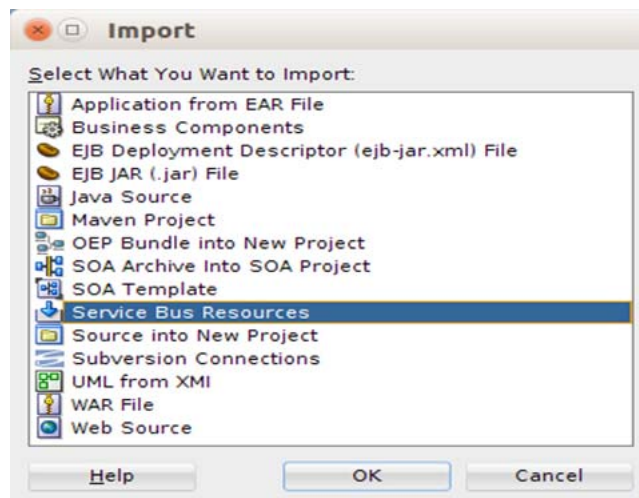 Import
Select What You Want to Import:
Application from EAR File
Business Components
EJB Deployment Descriptor (ejb-jar.xml) File
EJB JAR (.jar) File
Java Source
Maven Project
OEP Bundle into New Project
SOA Archive Into SOA Project
SOA Template
Service Bus Resources
Source into New Project
Subversion Connections
UML from XMI
WAR File
Web Source
Help OK Cancel